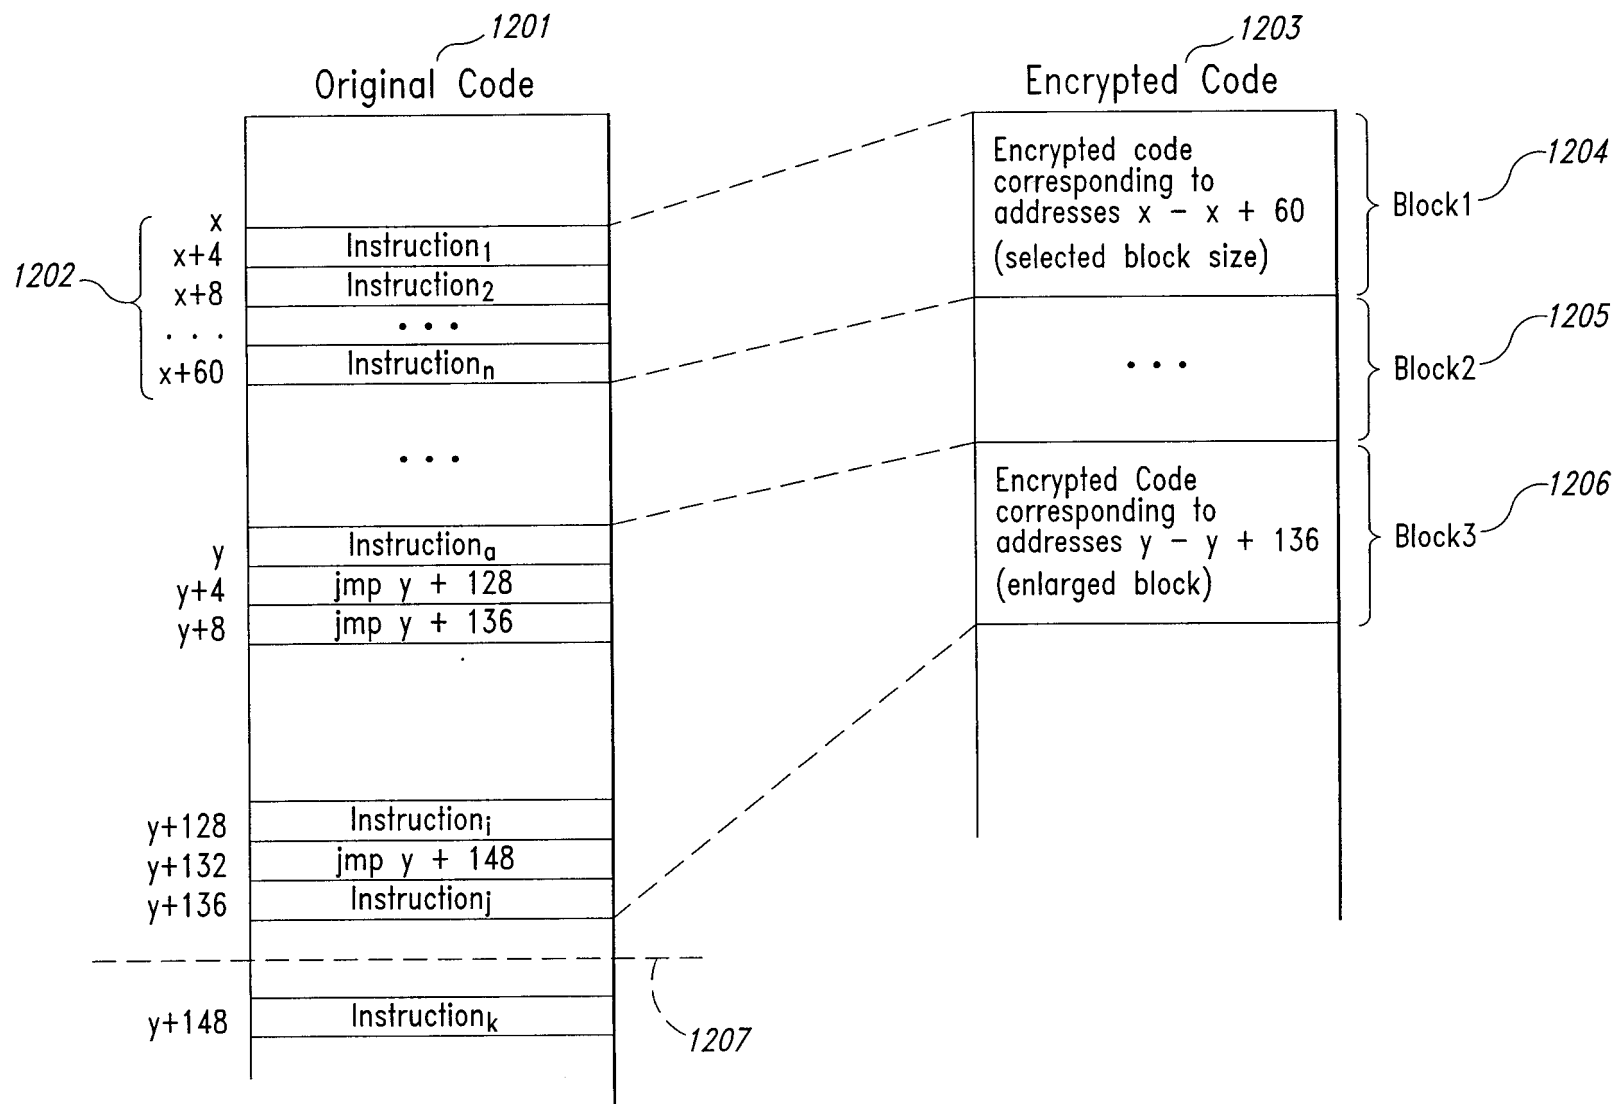 1201
Original Code
x
x+4 Instruction1
x+8 Instruction2
. . . • • •
x+60 Instructionn
1202
• • •
y Instructiona
y+4 jmp y + 128
y+8 jmp y + 136
y+128 Instructioni
y+132 jmp y + 148
y+136 Instructionj
y+148 Instructionk
1207
1203
Encrypted Code
Encrypted code
corresponding to
addresses x - x + 60
(selected block size)
Block1
1204
• • •
Block2
1205
Encrypted Code
corresponding to
addresses y - y + 136
(enlarged block)
Block3
1206